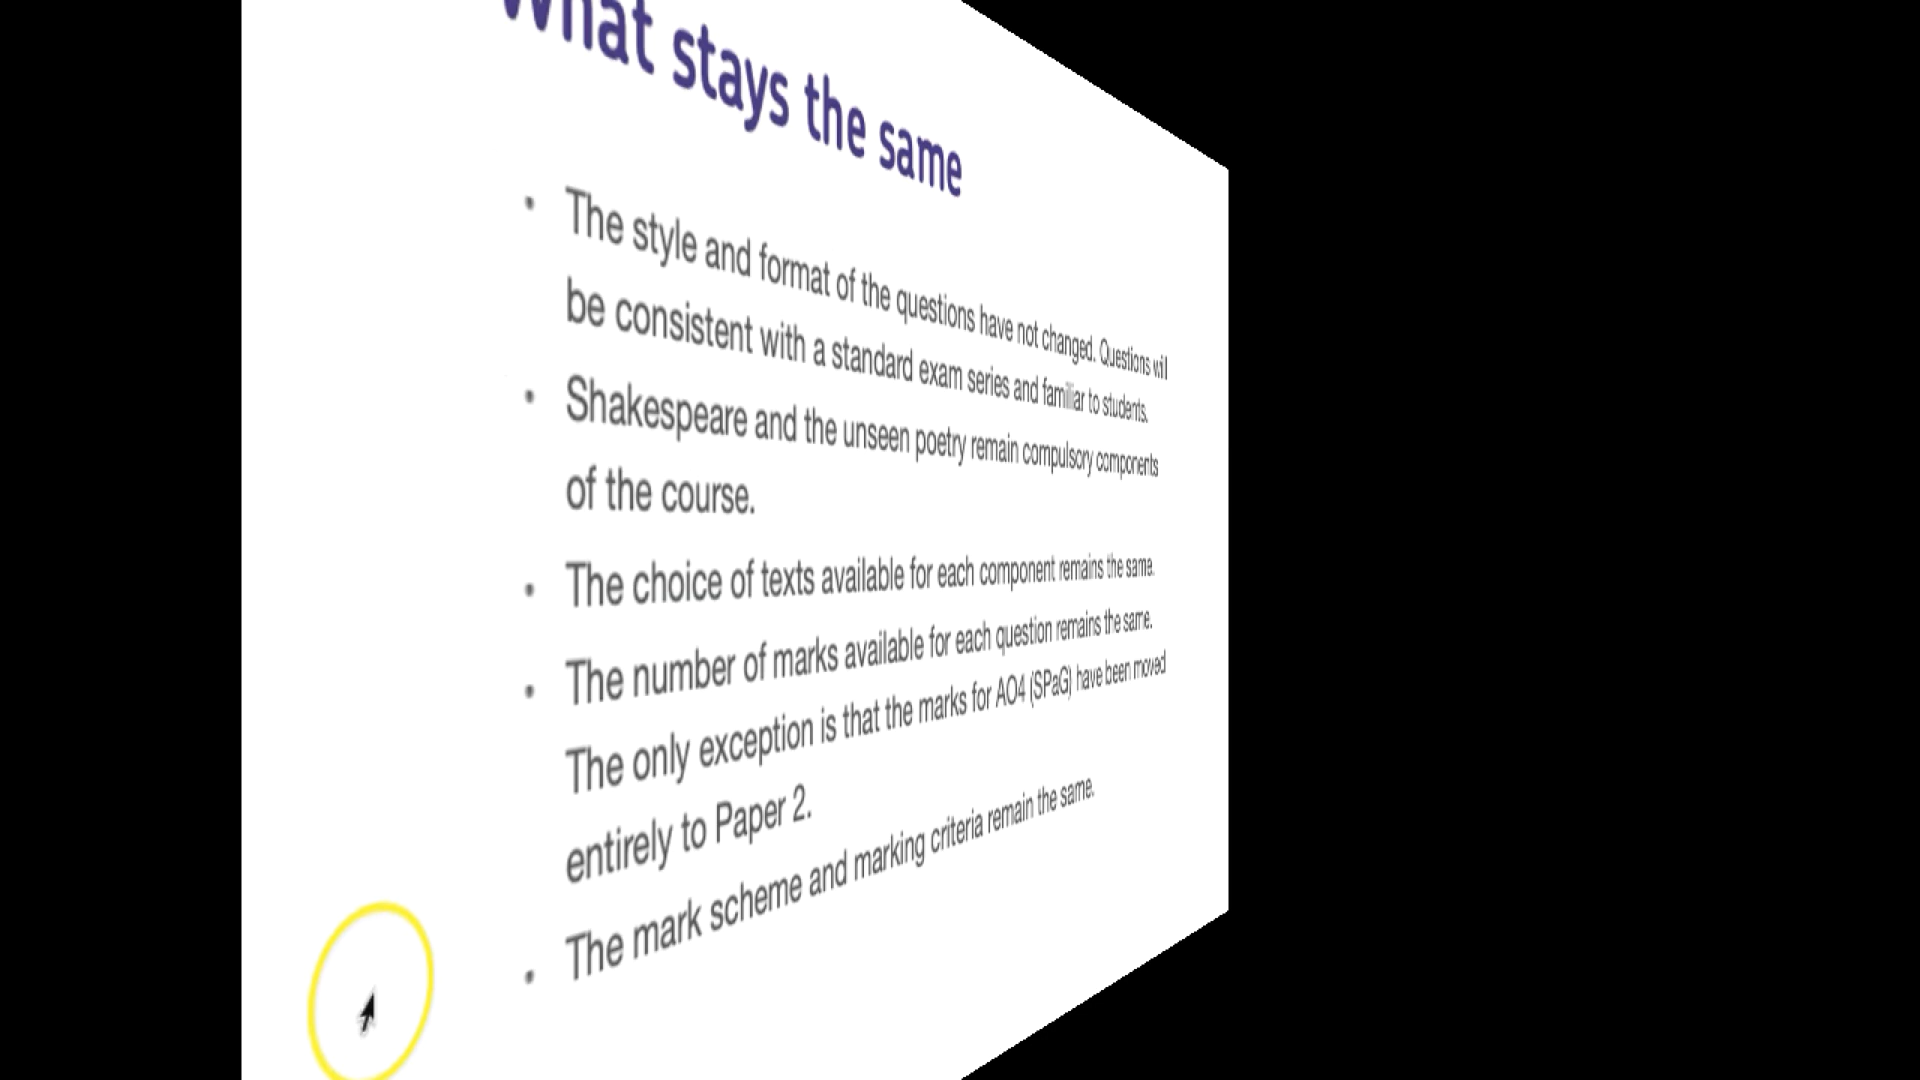 What stays the same
• The style and format of the questions have not changed. Questions will
be consistent with a standard exam series and familiar to students.
• Shakespeare and the unseen poetry remain compulsory components
of the course.
• The choice of texts available for each component remains the same.
• The number of marks available for each question remains the same.
The only exception is that the marks for AO4 (SPaG) have been moved
entirely to Paper 2.
• The mark scheme and marking criteria remain the same.